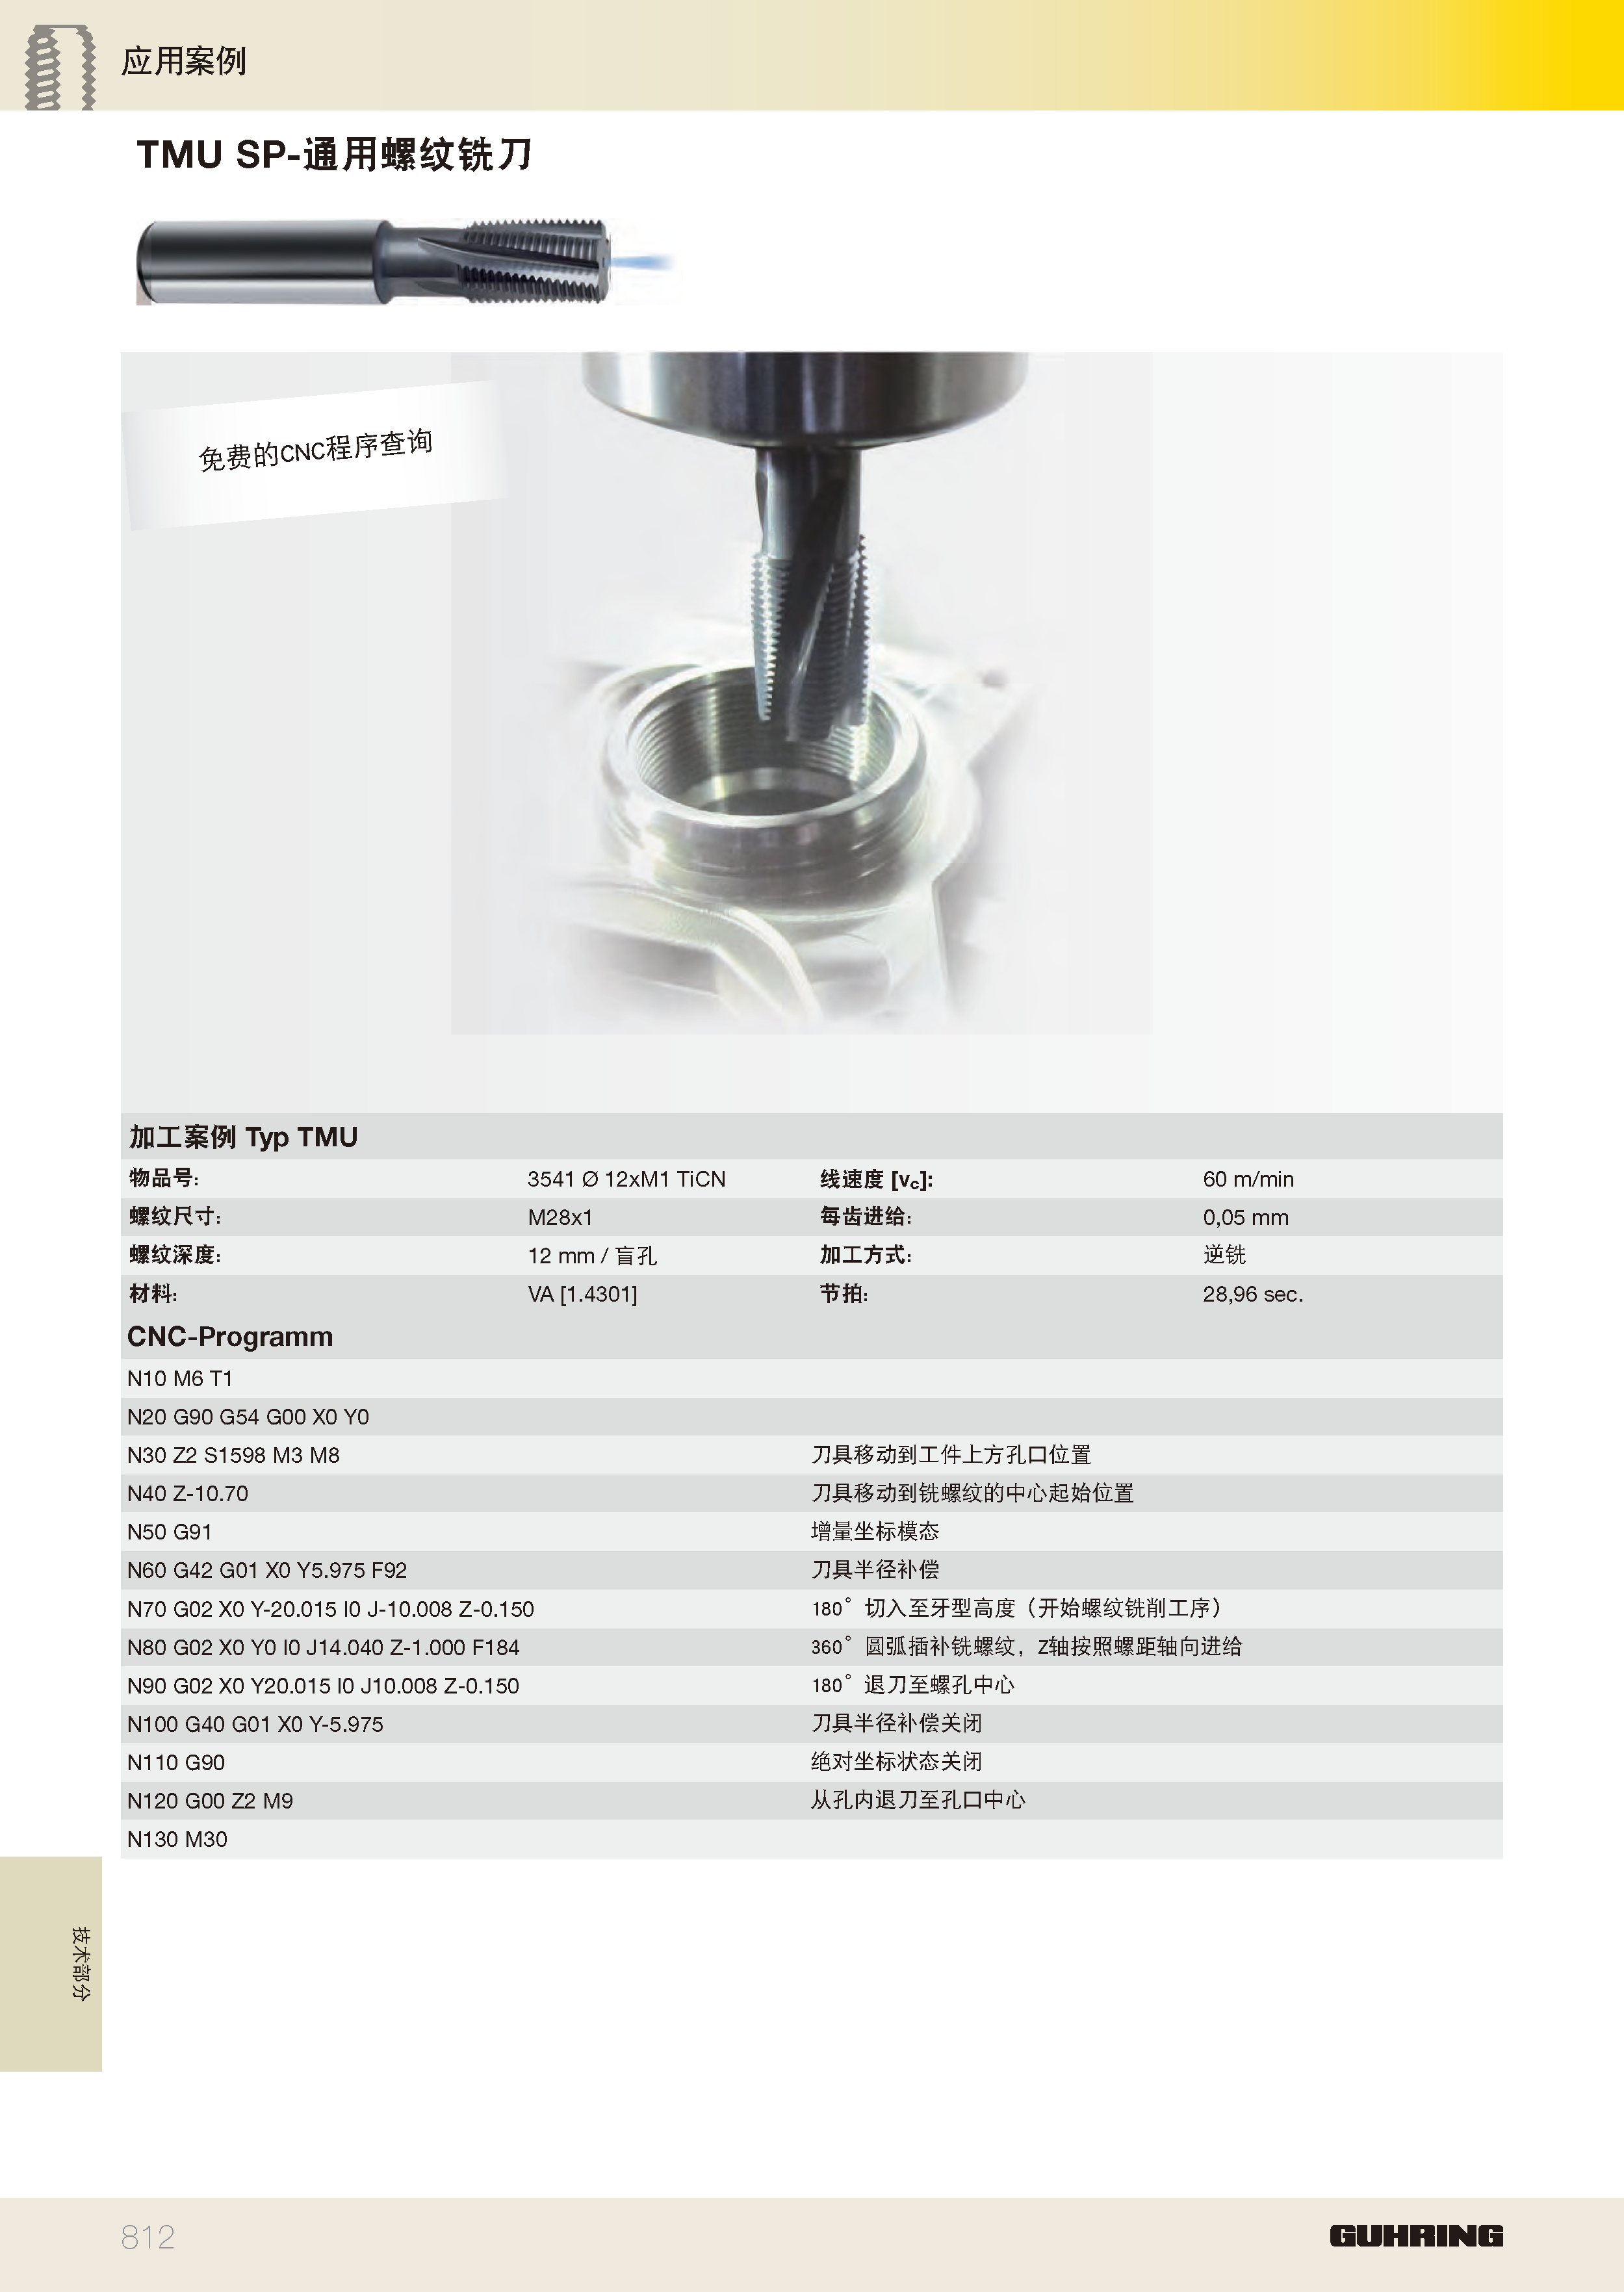 应用案例
TMU SP-通用螺纹铣刀
免费的CNC程序查询
加工案例 Typ TMU
物品号: 3541 Ø 12xM1 TiCN 线速度 [vc]: 60 m/min
螺纹尺寸: M28x1 每齿进给: 0,05 mm
螺纹深度: 12 mm / 盲孔 加工方式: 逆铣
材料: VA [1.4301] 节拍: 28,96 sec.
CNC-Programm
N10 M6 T1
N20 G90 G54 G00 X0 Y0
N30 Z2 S1598 M3 M8 刀具移动到工件上方孔口位置
N40 Z-10.70 刀具移动到铣螺纹的中心起始位置
N50 G91 增量坐标模态
N60 G42 G01 X0 Y5.975 F92 刀具半径补偿
N70 G02 X0 Y-20.015 I0 J-10.008 Z-0.150 180°切入至牙型高度（开始螺纹铣削工序）
N80 G02 X0 Y0 I0 J14.040 Z-1.000 F184 360°圆弧插补铣螺纹，Z轴按照螺距轴向进给
N90 G02 X0 Y20.015 I0 J10.008 Z-0.150 180°退刀至螺孔中心
N100 G40 G01 X0 Y-5.975 刀具半径补偿关闭
N110 G90 绝对坐标状态关闭
N120 G00 Z2 M9 从孔内退刀至孔口中心
N130 M30
技术部分
812
GUHRING